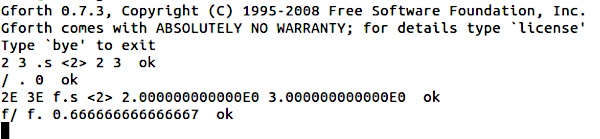 Gforth 0.7.3, Copyright (C) 1995-2008 Free Software Foundation, Inc.
Gforth comes with ABSOLUTELY NO WARRANTY; for details type `license'
Type `bye' to exit
2 3 .s <2> 2 3  ok
/ . 0  ok
2E 3E f.s <2> 2.000000000000E0 3.000000000000E0  ok
f/ f. 0.666666666666667  ok